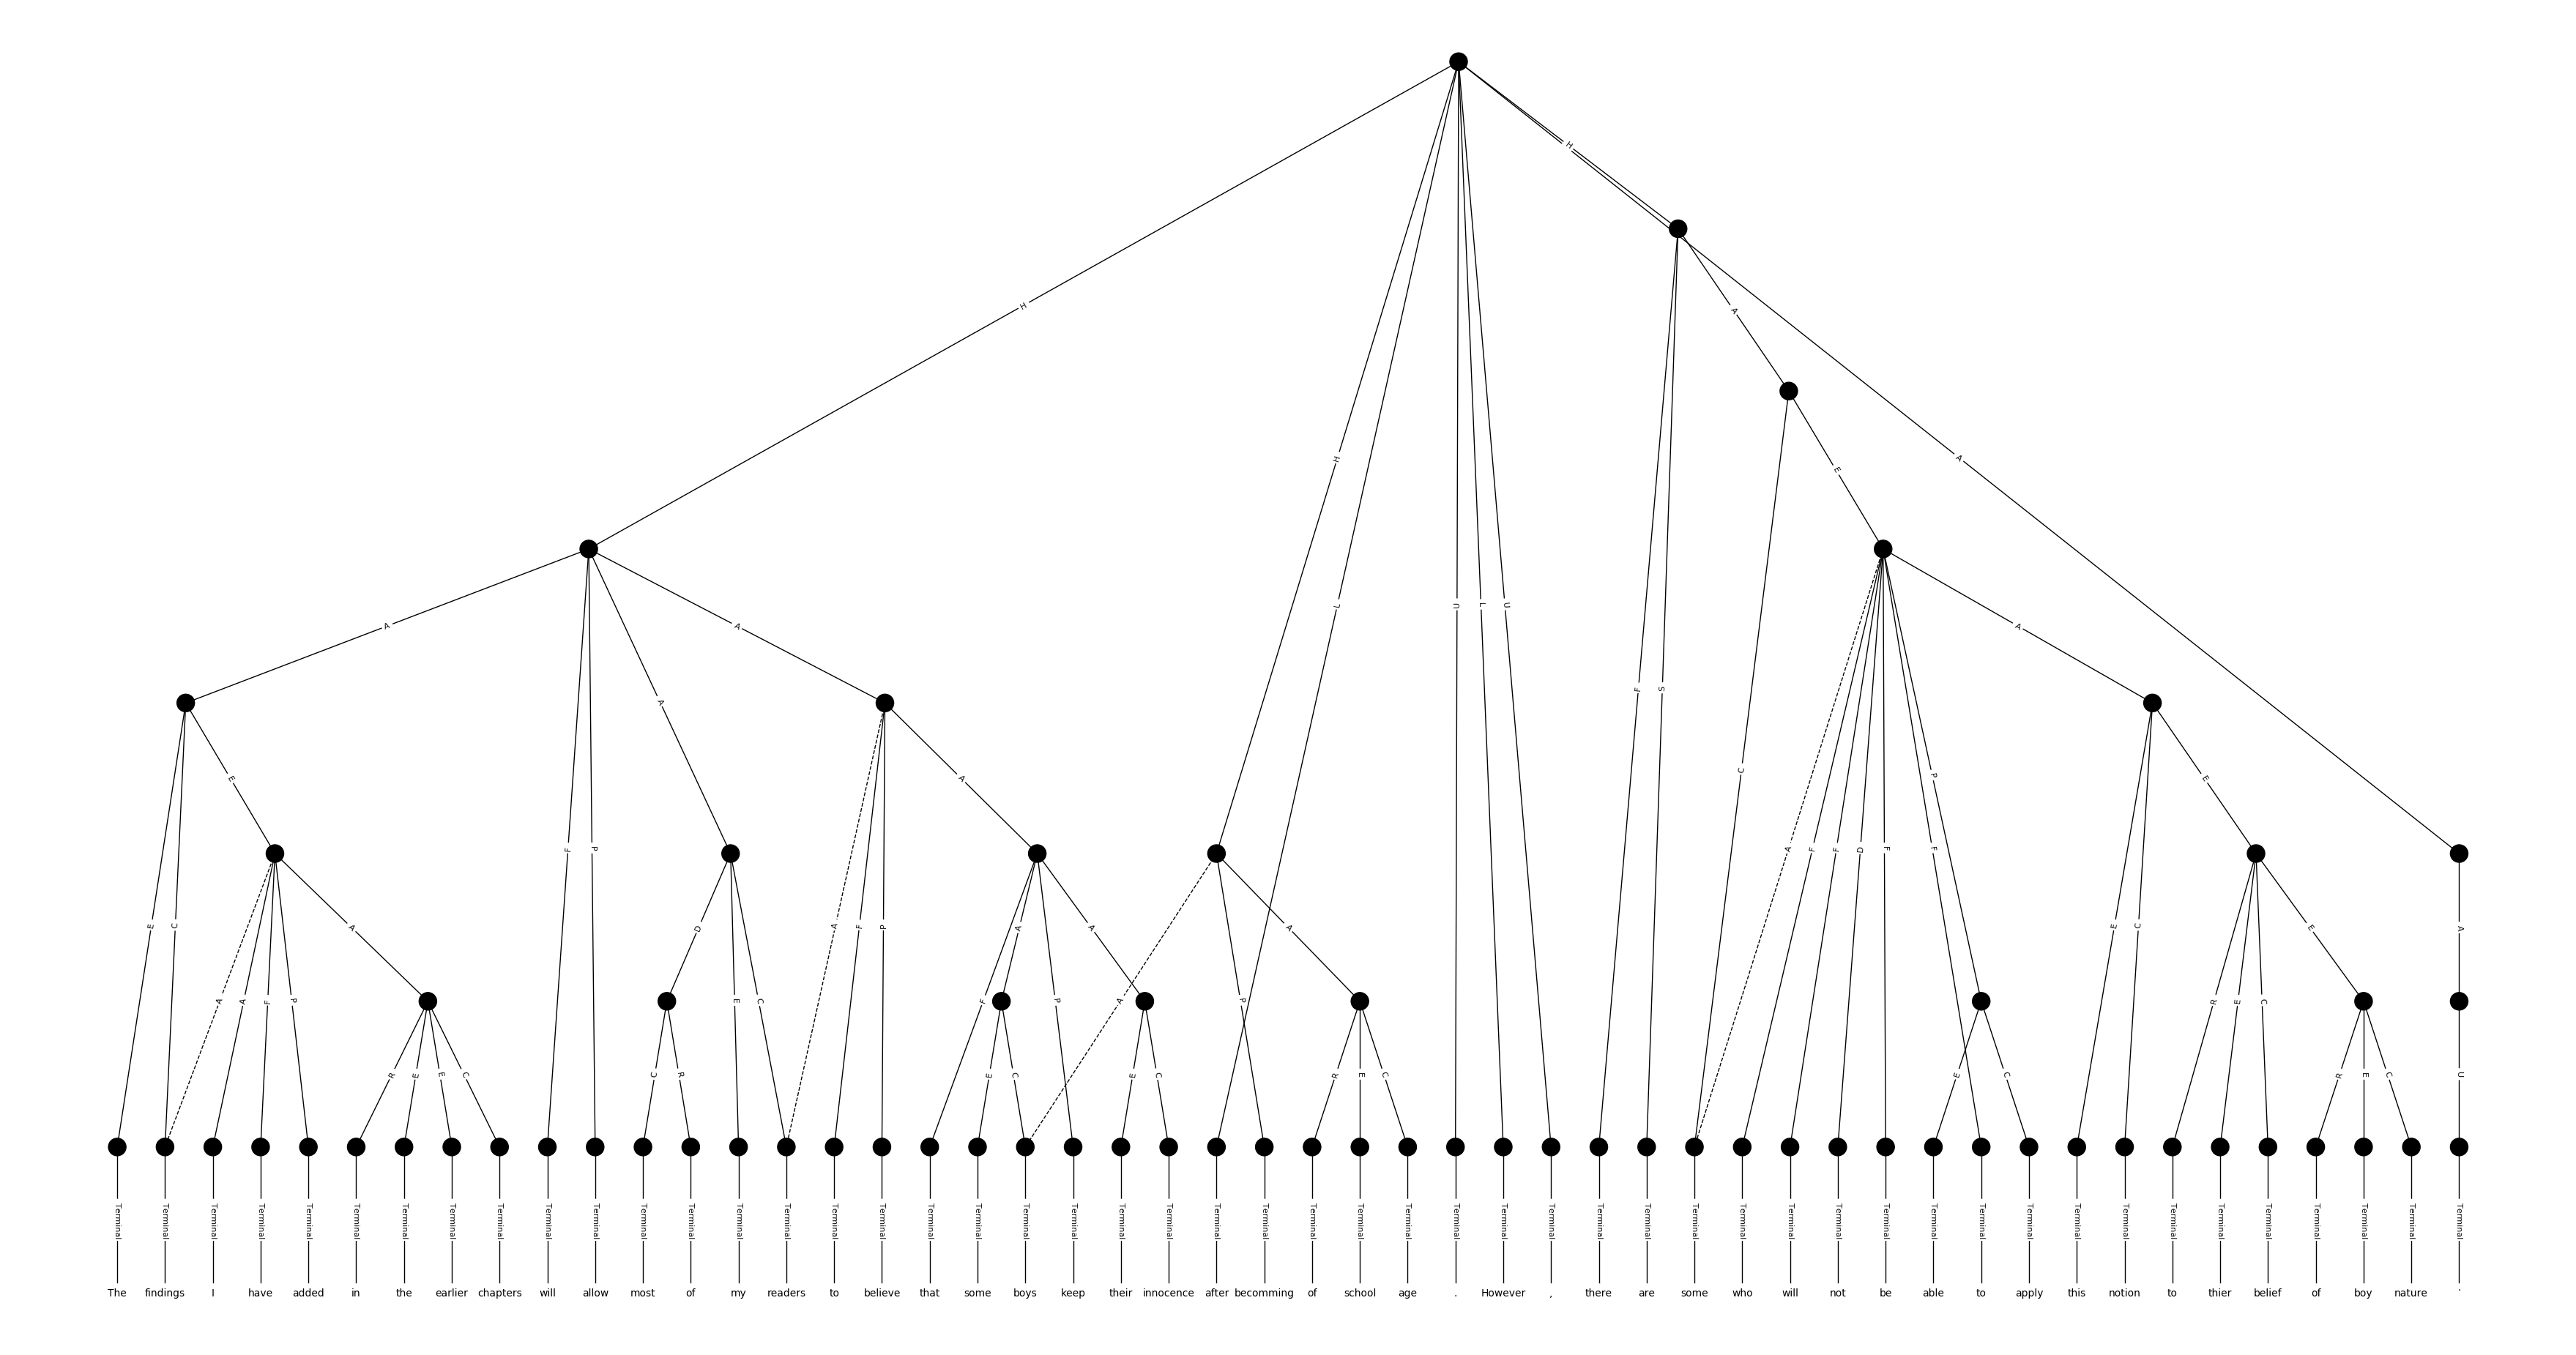 H
H
A
H
E
A
A
A
H
L
U
L
U
F
S
C
E
A
A
E
C
E
F
P
A
A
F
F
D
F
F
P
E
C
E
A
A
F
P
A
D
E
C
A
F
P
A
F
A
P
A
A
P
A
R
E
C
E
A
R
E
E
C
C
R
E
C
E
C
R
E
C
E
C
R
E
C
U
Terminal Terminal Terminal Terminal Terminal Terminal Terminal Terminal Terminal Terminal Terminal Terminal Terminal Terminal Terminal Terminal Terminal Terminal Terminal Terminal Terminal Terminal Terminal Terminal Terminal Terminal Terminal Terminal Terminal Terminal Terminal Terminal Terminal Terminal Terminal Terminal Terminal Terminal Terminal Terminal Terminal Terminal Terminal Terminal Terminal Terminal Terminal Terminal Terminal Terminal
The findings I have added in the earlier chapters will allow most of my readers to believe that some boys keep their innocence after becomming of school age . However , there are some who will not be able to apply this notion to thier belief of boy nature .